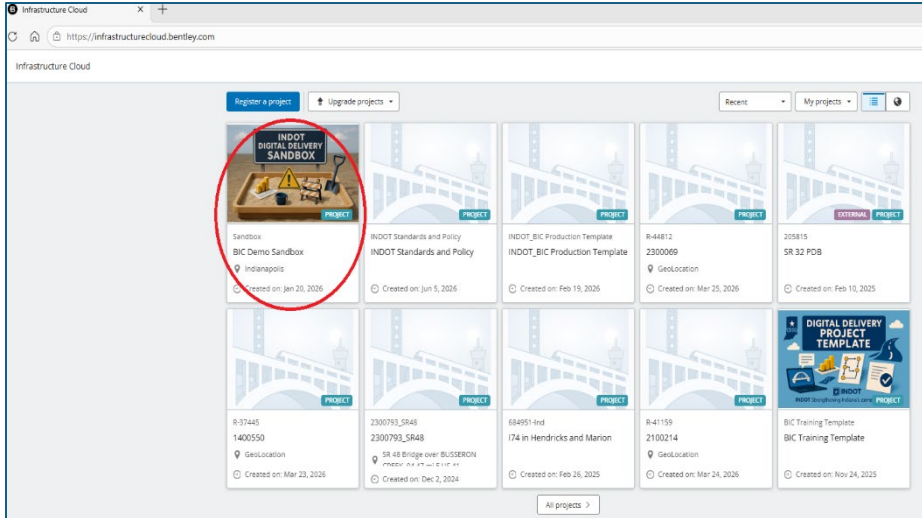 Infrastructure Cloud
https://infrastructurecloud.bentley.com
Infrastructure Cloud
Register a project
Upgrade projects
Recent
My projects
INDOT
DIGITAL DELIVERY
SANDBOX
PROJECT
Sandbox
BIC Demo Sandbox
Indianapolis
Created on: Jan 20, 2026
PROJECT
INDOT Standards and Policy
INDOT Standards and Policy
Created on: Jun 5, 2026
PROJECT
INDOT_BIC Production Template
INDOT_BIC Production Template
Created on: Feb 19, 2026
PROJECT
R-44812
2300069
GeoLocation
Created on: Mar 25, 2026
EXTERNAL PROJECT
205815
SR 32 PDB
Created on: Feb 10, 2025
PROJECT
R-37445
1400550
GeoLocation
Created on: Mar 23, 2026
PROJECT
2300793_SR48
2300793_SR48
SR 48 Bridge over BUSSERON
Created on: Dec 2, 2024
PROJECT
684951-Ind
I74 in Hendricks and Marion
Created on: Feb 26, 2025
PROJECT
R-41159
2100214
GeoLocation
Created on: Mar 24, 2026
DIGITAL DELIVERY
PROJECT
TEMPLATE
INDOT
INDOT Strengthening Indiana's
PROJECT
BIC Training Template
BIC Training Template
Created on: Nov 24, 2025
All projects